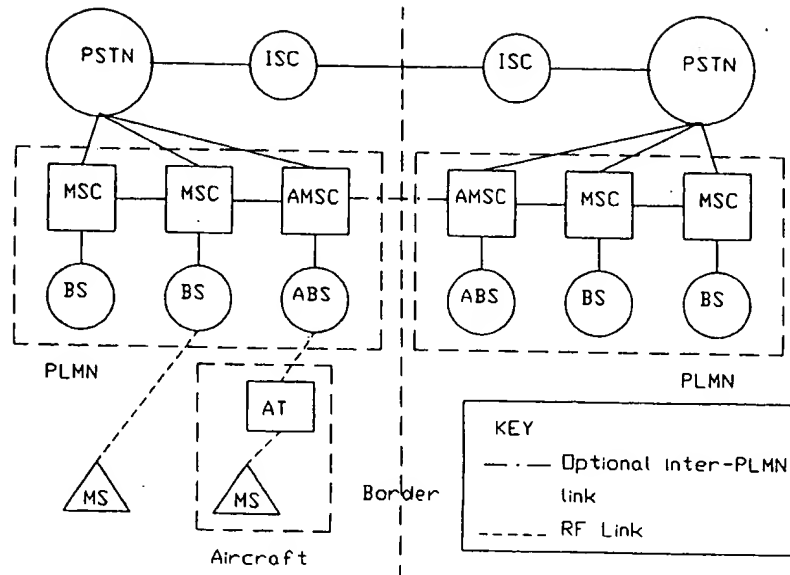 PSTN
ISC
ISC
PSTN
MSC
MSC
AMSC
AMSC
MSC
MSC
BS
BS
ABS
ABS
BS
BS
PLMN
PLMN
AT
KEY
Optional Inter-PLMN
link
RF Link
MS
MS
Border
Aircraft